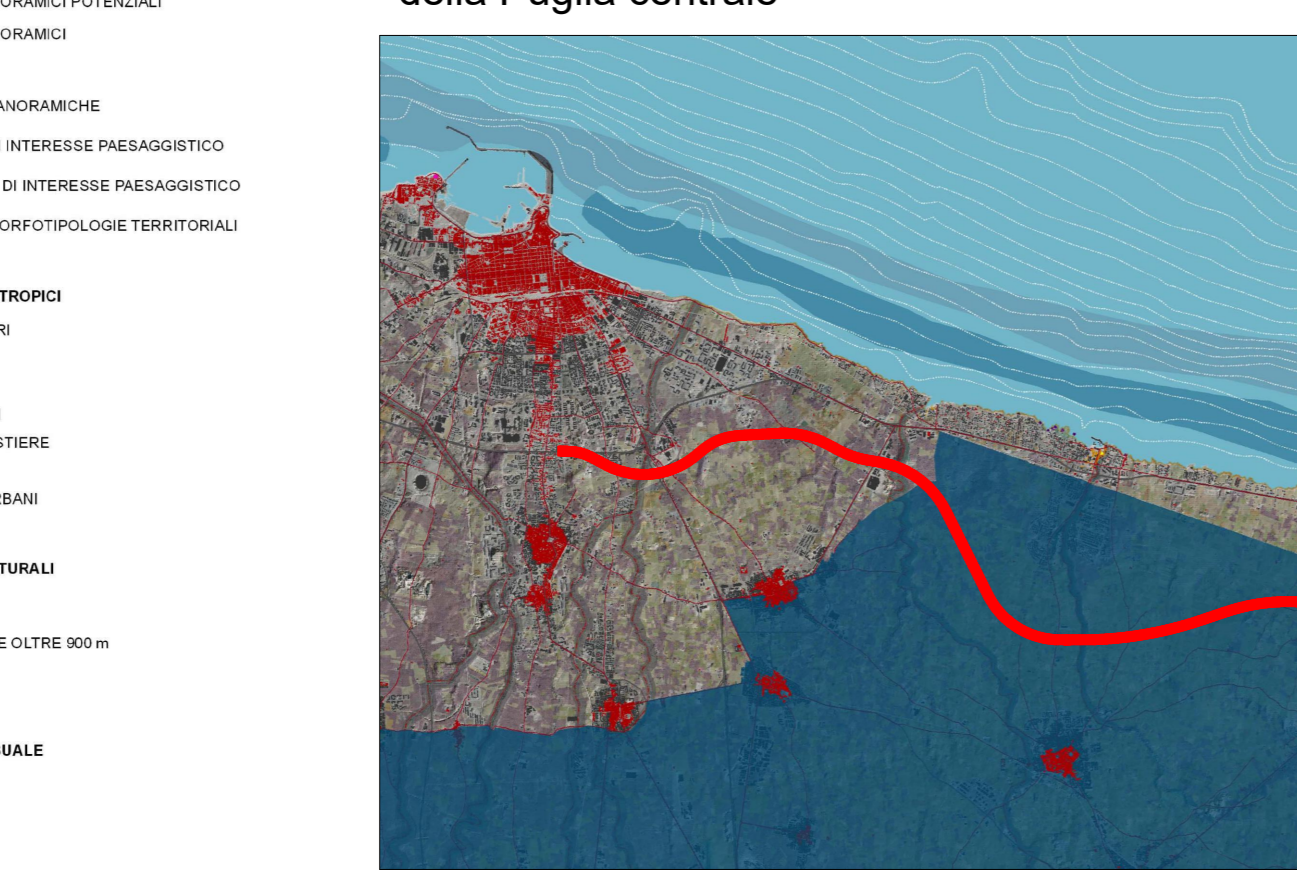 ORAMICI POTENZIALI
ORAMICI
ANORAMICHE
INTERESSE PAESAGGISTICO
DI INTERESSE PAESAGGISTICO
ORFOTIPOLOGIE TERRITORIALI
TROPICI
RI
STIERE
RBANI
TURALI
E OLTRE 900 m
UALE
della Puglia centrale